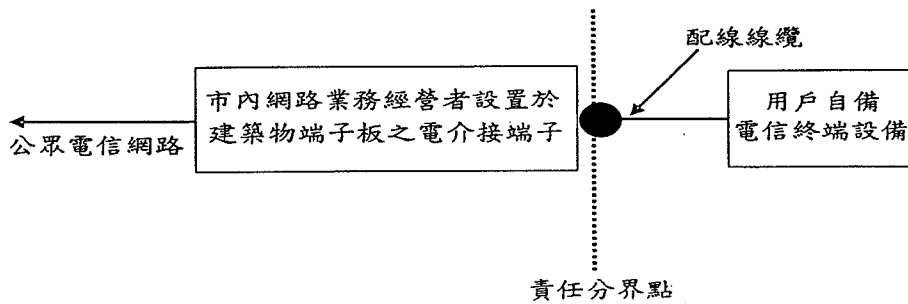 配線線纜
市內網路業務經營者設置於
建築物端子板之電介接端子
用戶自備
電信終端設備
公眾電信網路
責任分界點